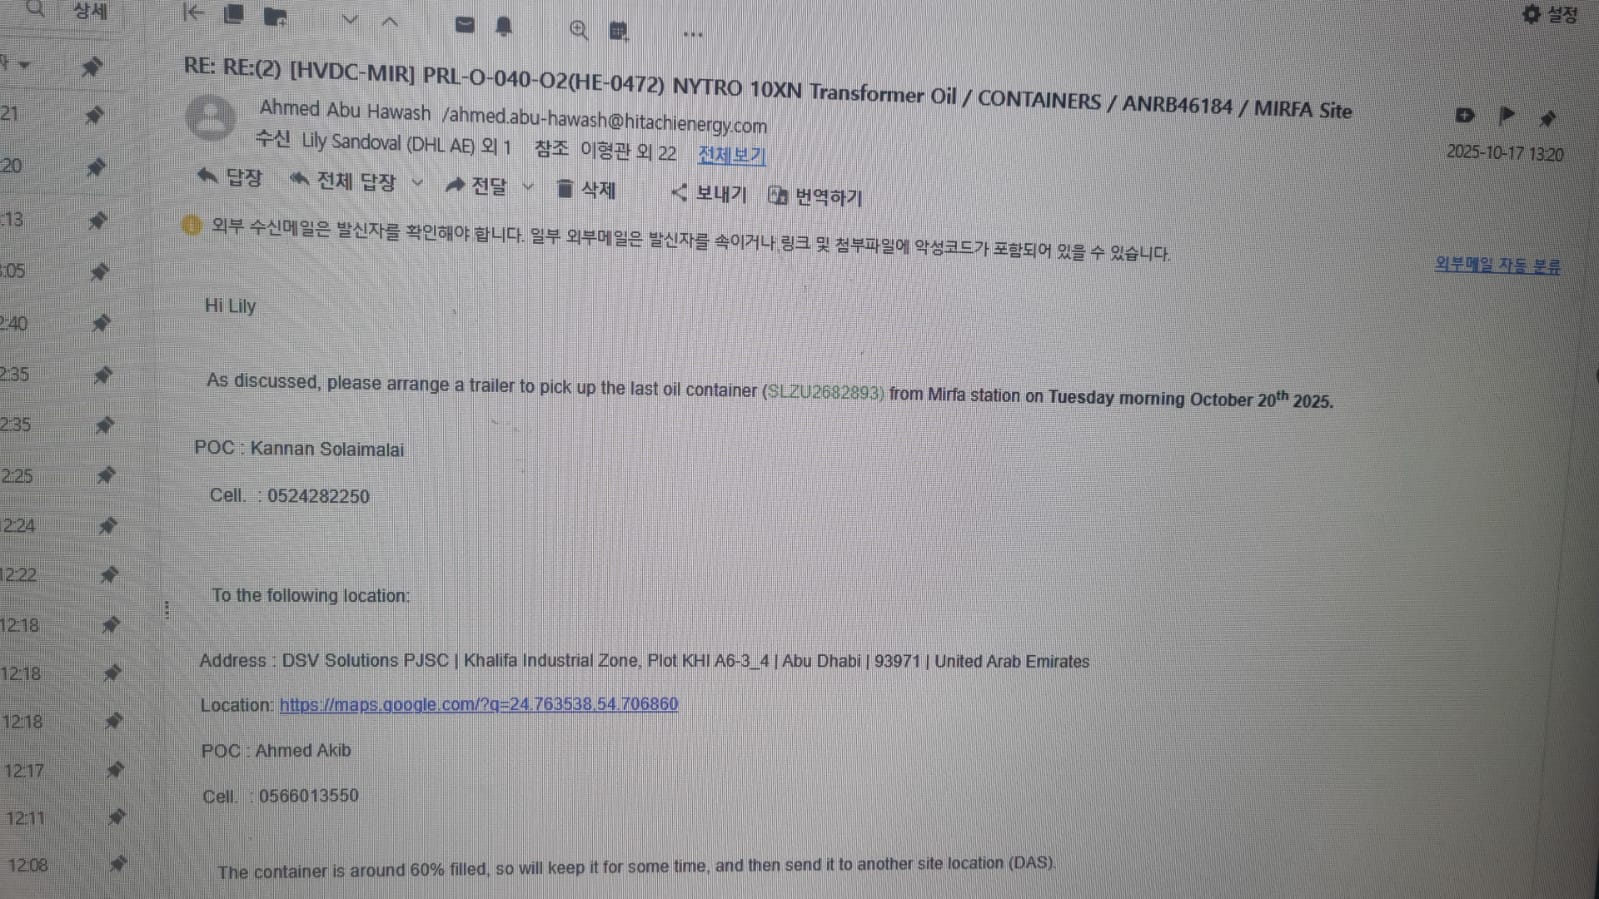 상세
설정
RE: RE:(2) [HVDC-MIR] PRL-O-040-O2(HE-0472) NYTRO 10XN Transformer Oil / CONTAINERS / ANRB46184 / MIRFA Site
Ahmed Abu Hawash /ahmed.abu-hawash@hitachienergy.com
2025-10-17 13:20
수신 Lily Sandoval (DHL AE) 외 1 참조 이형관 외 22 전체보기
답장 전체 답장 전달 삭제 보내기 번역하기
외부 수신메일은 발신자를 확인해야 합니다. 일부 외부메일은 발신자를 속이거나 링크 및 첨부파일에 악성코드가 포함되어 있을 수 있습니다.
외부메일 자동 분류
Hi Lily
As discussed, please arrange a trailer to pick up the last oil container (SLZU2682893) from Mirfa station on Tuesday morning October 20th 2025.
POC : Kannan Solaimalai
Cell. : 0524282250
To the following location:
Address : DSV Solutions PJSC | Khalifa Industrial Zone, Plot KHI A6-3_4 | Abu Dhabi | 93971 | United Arab Emirates
Location: https://maps.google.com/?q=24.763538,54.706860
POC : Ahmed Akib
Cell. : 0566013550
The container is around 60% filled, so will keep it for some time, and then send it to another site location (DAS).
21
:20
:13
:05
2:40
2:35
2:35
2:25
12:24
12:22
12:18
12:18
12:18
12:17
12:11
12:08